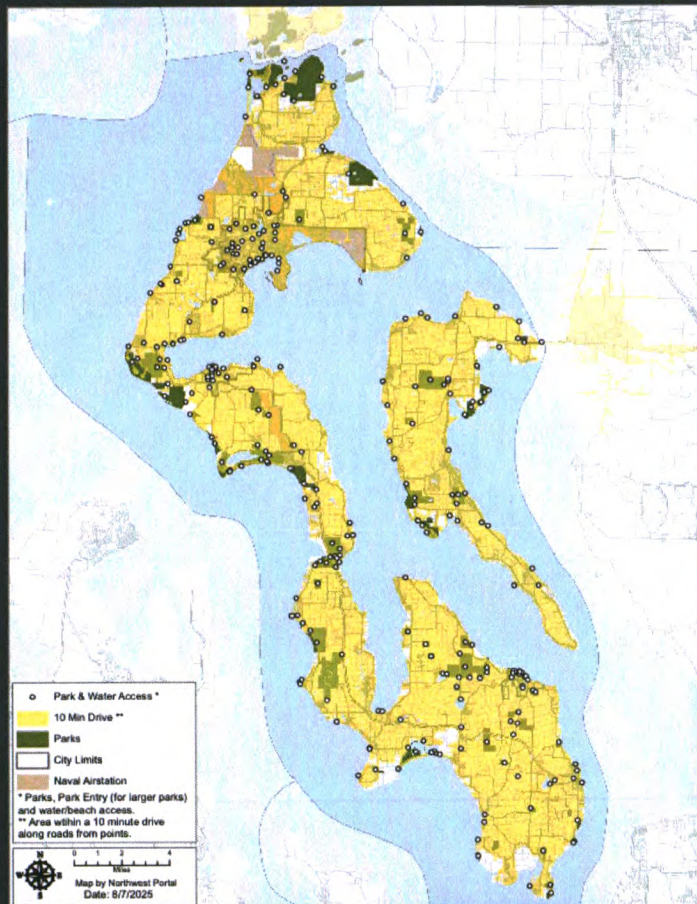 Park & Water Access *
10 Min Drive **
Parks
City Limits
Naval Airstation
* Parks, Park Entry (for larger parks)
and water/beach access.
** Area wtihin a 10 minute drive
along roads from points.
N
W
E
S
0 1 2 4
Miles
Map by Northwest Portal
Date: 8/7/2025